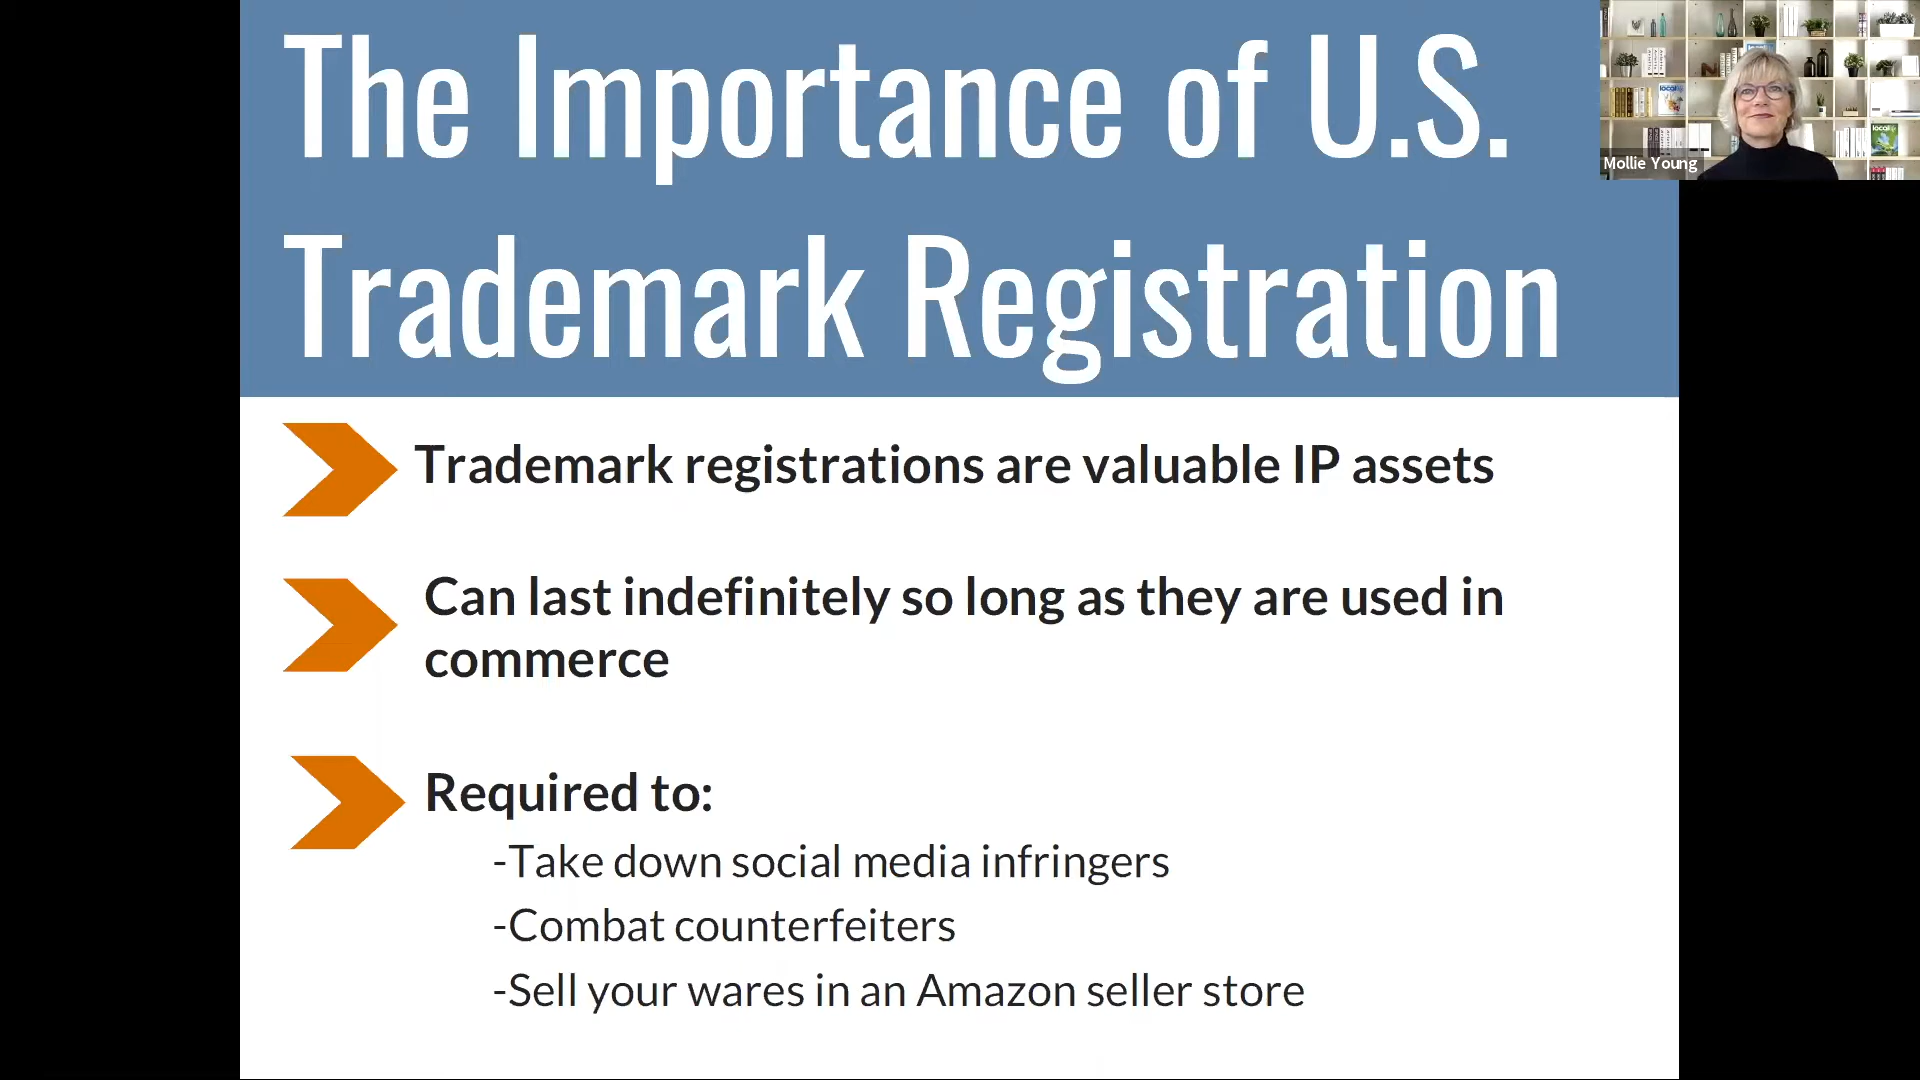 The Importance of U.S.
Trademark Registration
Trademark registrations are valuable IP assets
Can last indefinitely so long as they are used in
commerce
Required to:
-Take down social media infringers
-Combat counterfeiters
-Sell your wares in an Amazon seller store
Mollie Young
local
local